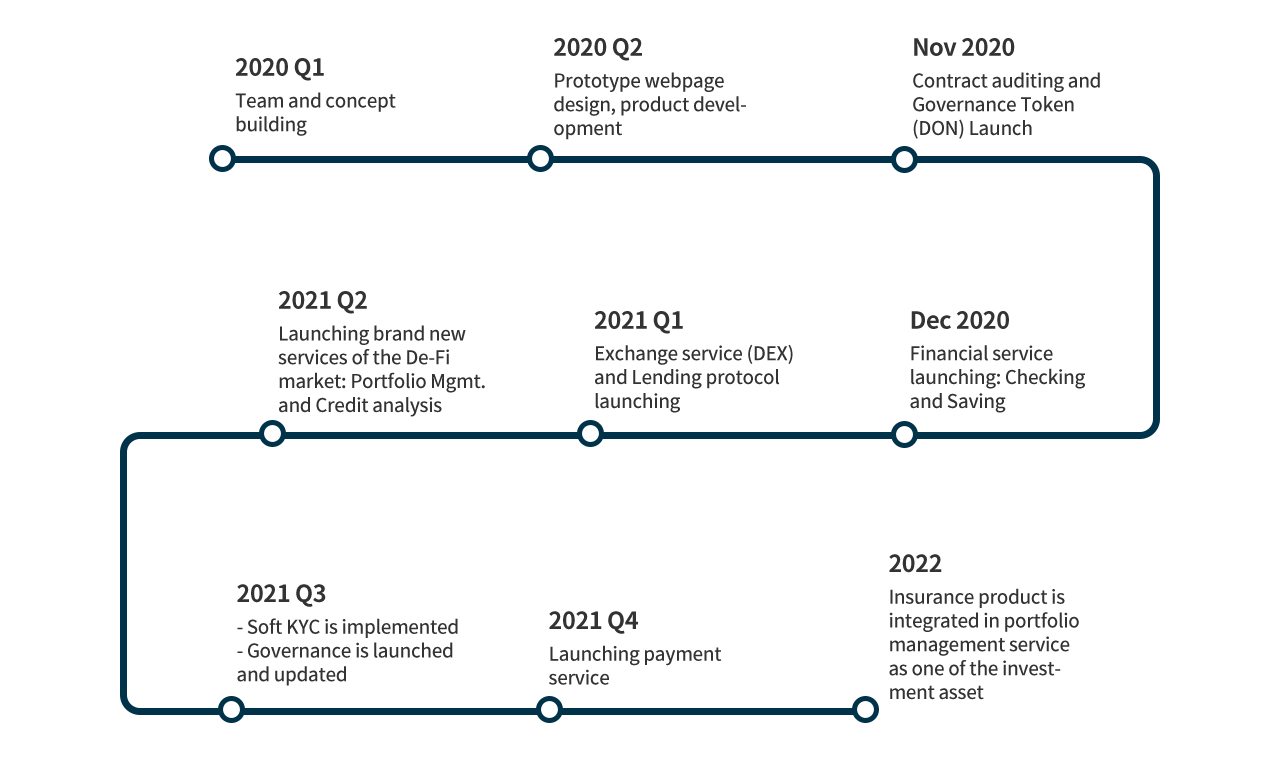 2020 Q1
Team and concept
building
2020 Q2
Prototype webpage
design, product devel-
opment
Nov 2020
Contract auditing and
Governance Token
(DON) Launch
Dec 2020
Financial service
launching: Checking
and Saving
2021 Q1
Exchange service (DEX)
and Lending protocol
launching
2021 Q2
Launching brand new
services of the De-Fi
market: Portfolio Mgmt.
and Credit analysis
2021 Q3
- Soft KYC is implemented
- Governance is launched
and updated
2021 Q4
Launching payment
service
2022
Insurance product is
integrated in portfolio
management service
as one of the invest-
ment asset